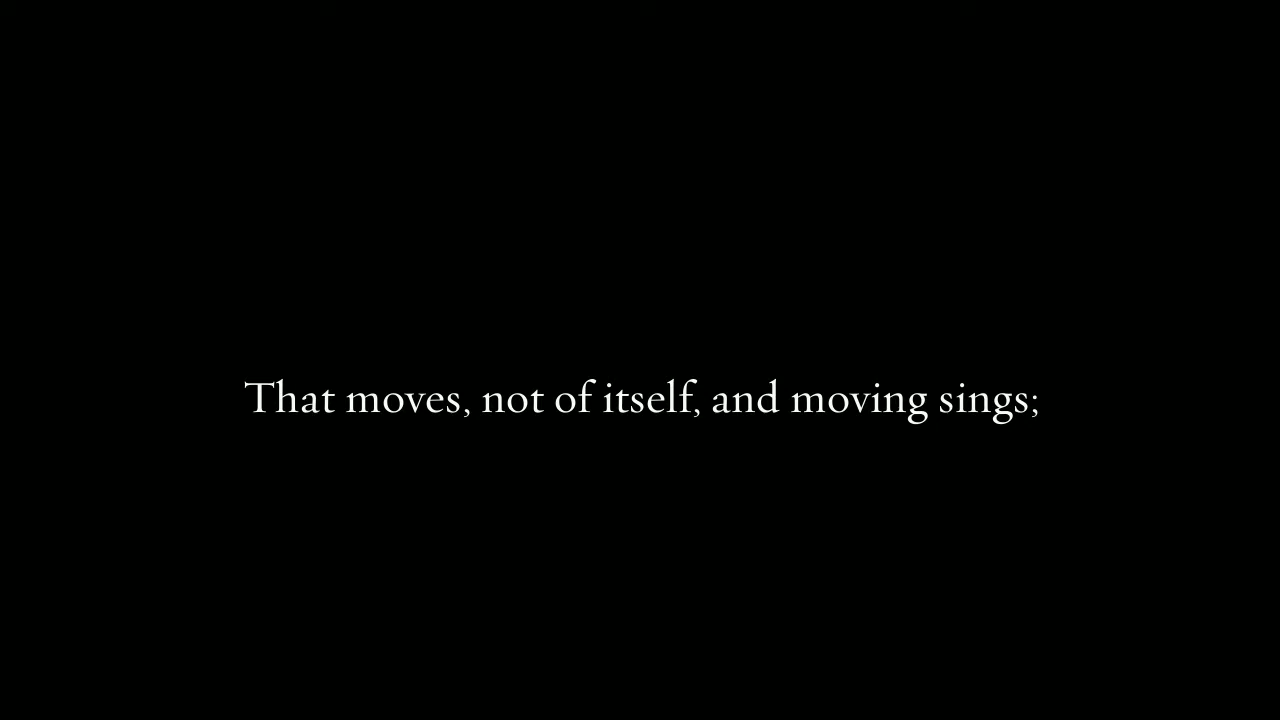 That moves, not of itself, and moving sings;